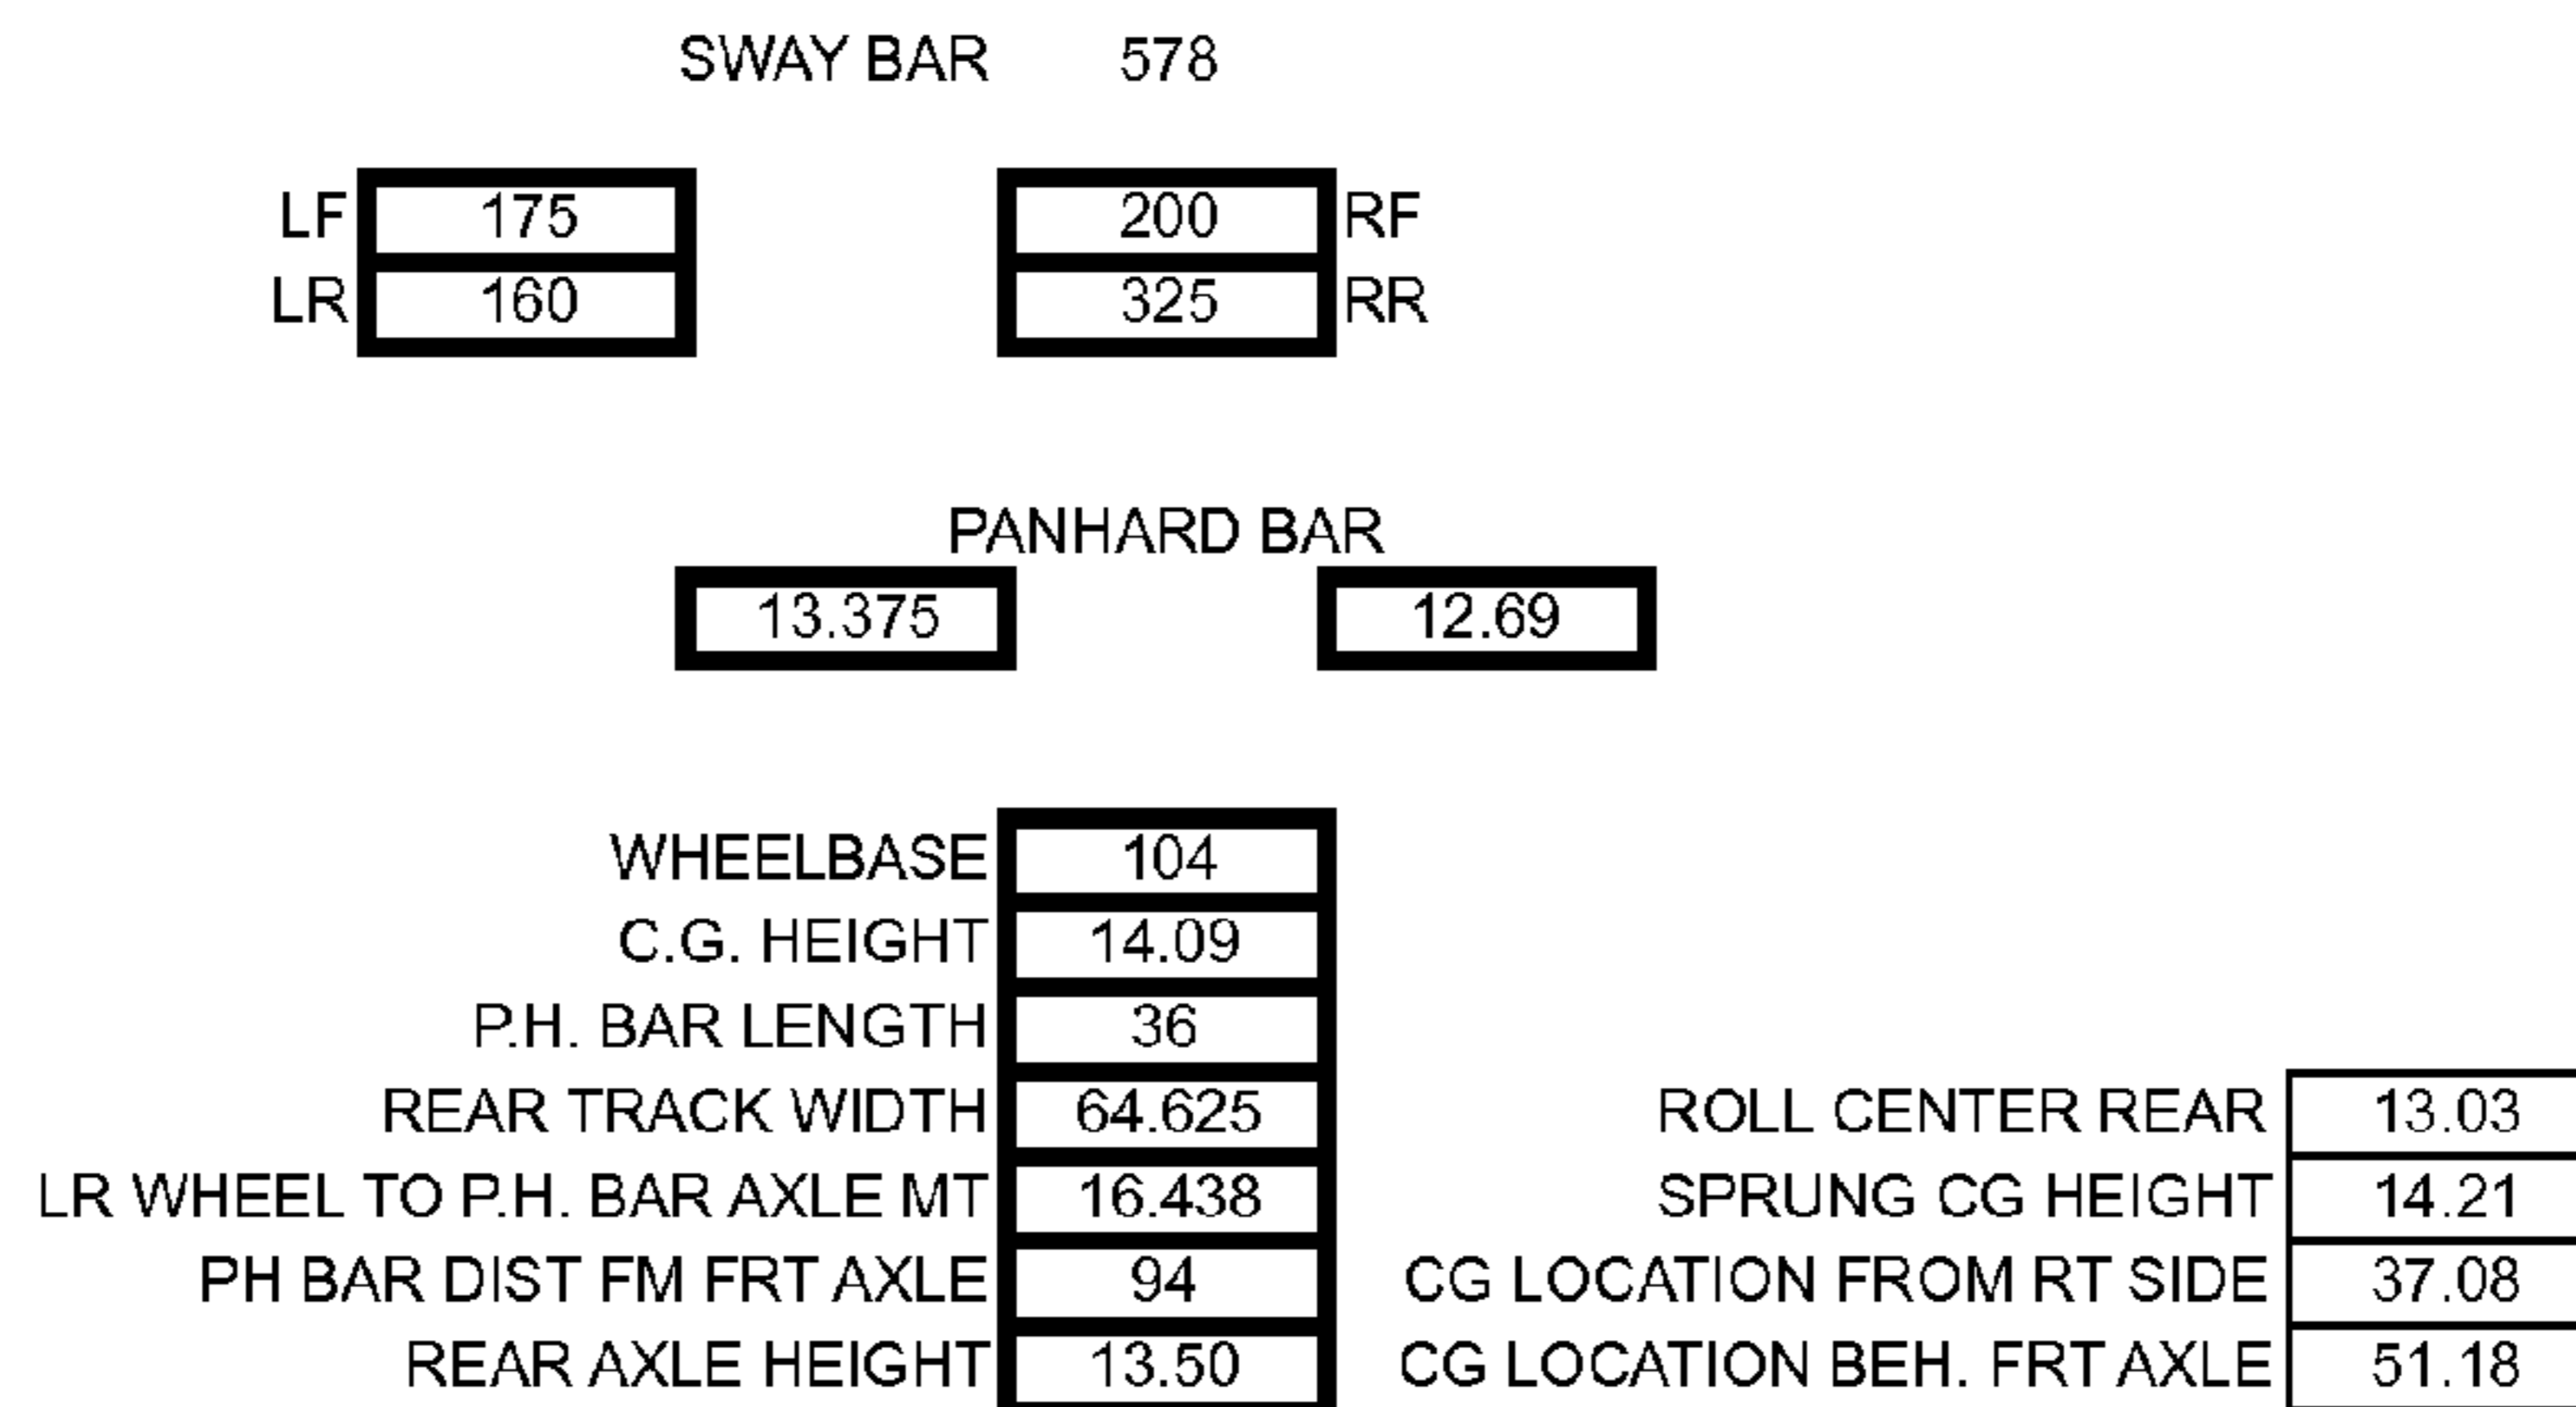 SWAY BAR 578
LF 175 200 RF
LR 160 325 RR
PANHARD BAR
13.375 12.69
WHEELBASE 104
C.G. HEIGHT 14.09
P.H. BAR LENGTH 36
REAR TRACK WIDTH 64.625 ROLL CENTER REAR 13.03
LR WHEEL TO P.H. BAR AXLE MT 16.438 SPRUNG CG HEIGHT 14.21
PH BAR DIST FM FRT AXLE 94 CG LOCATION FROM RT SIDE 37.08
REAR AXLE HEIGHT 13.50 CG LOCATION BEH. FRT AXLE 51.18